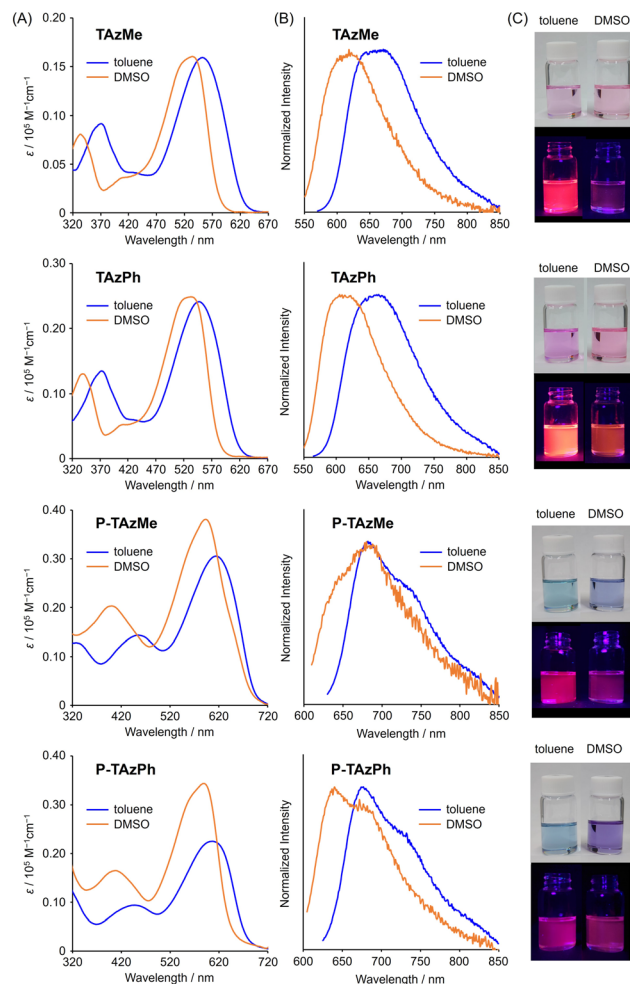 (A)
(B)
(C)
TAzMe
toluene
DMSO
0.20
0.15
0.10
0.05
0
ε / 10⁵ M⁻¹cm⁻¹
320 370 420 470 520 570 620 670
Wavelength / nm
TAzMe
toluene
DMSO
Normalized Intensity
550 600 650 700 750 800 850
Wavelength / nm
toluene DMSO
TAzPh
toluene
DMSO
0.30
0.20
0.10
0.00
ε / 10⁵ M⁻¹cm⁻¹
320 370 420 470 520 570 620 670
Wavelength / nm
TAzPh
toluene
DMSO
Normalized Intensity
550 600 650 700 750 800 850
Wavelength / nm
toluene DMSO
P-TAzMe
toluene
DMSO
0.40
0.30
0.20
0.10
0.00
ε / 10⁵ M⁻¹cm⁻¹
320 420 520 620 720
Wavelength / nm
P-TAzMe
toluene
DMSO
Normalized Intensity
600 650 700 750 800 850
Wavelength / nm
toluene DMSO
P-TAzPh
toluene
DMSO
0.40
0.30
0.20
0.10
0.00
ε / 10⁵ M⁻¹cm⁻¹
320 420 520 620 720
Wavelength / nm
P-TAzPh
toluene
DMSO
Normalized Intensity
600 650 700 750 800 850
Wavelength / nm
toluene DMSO